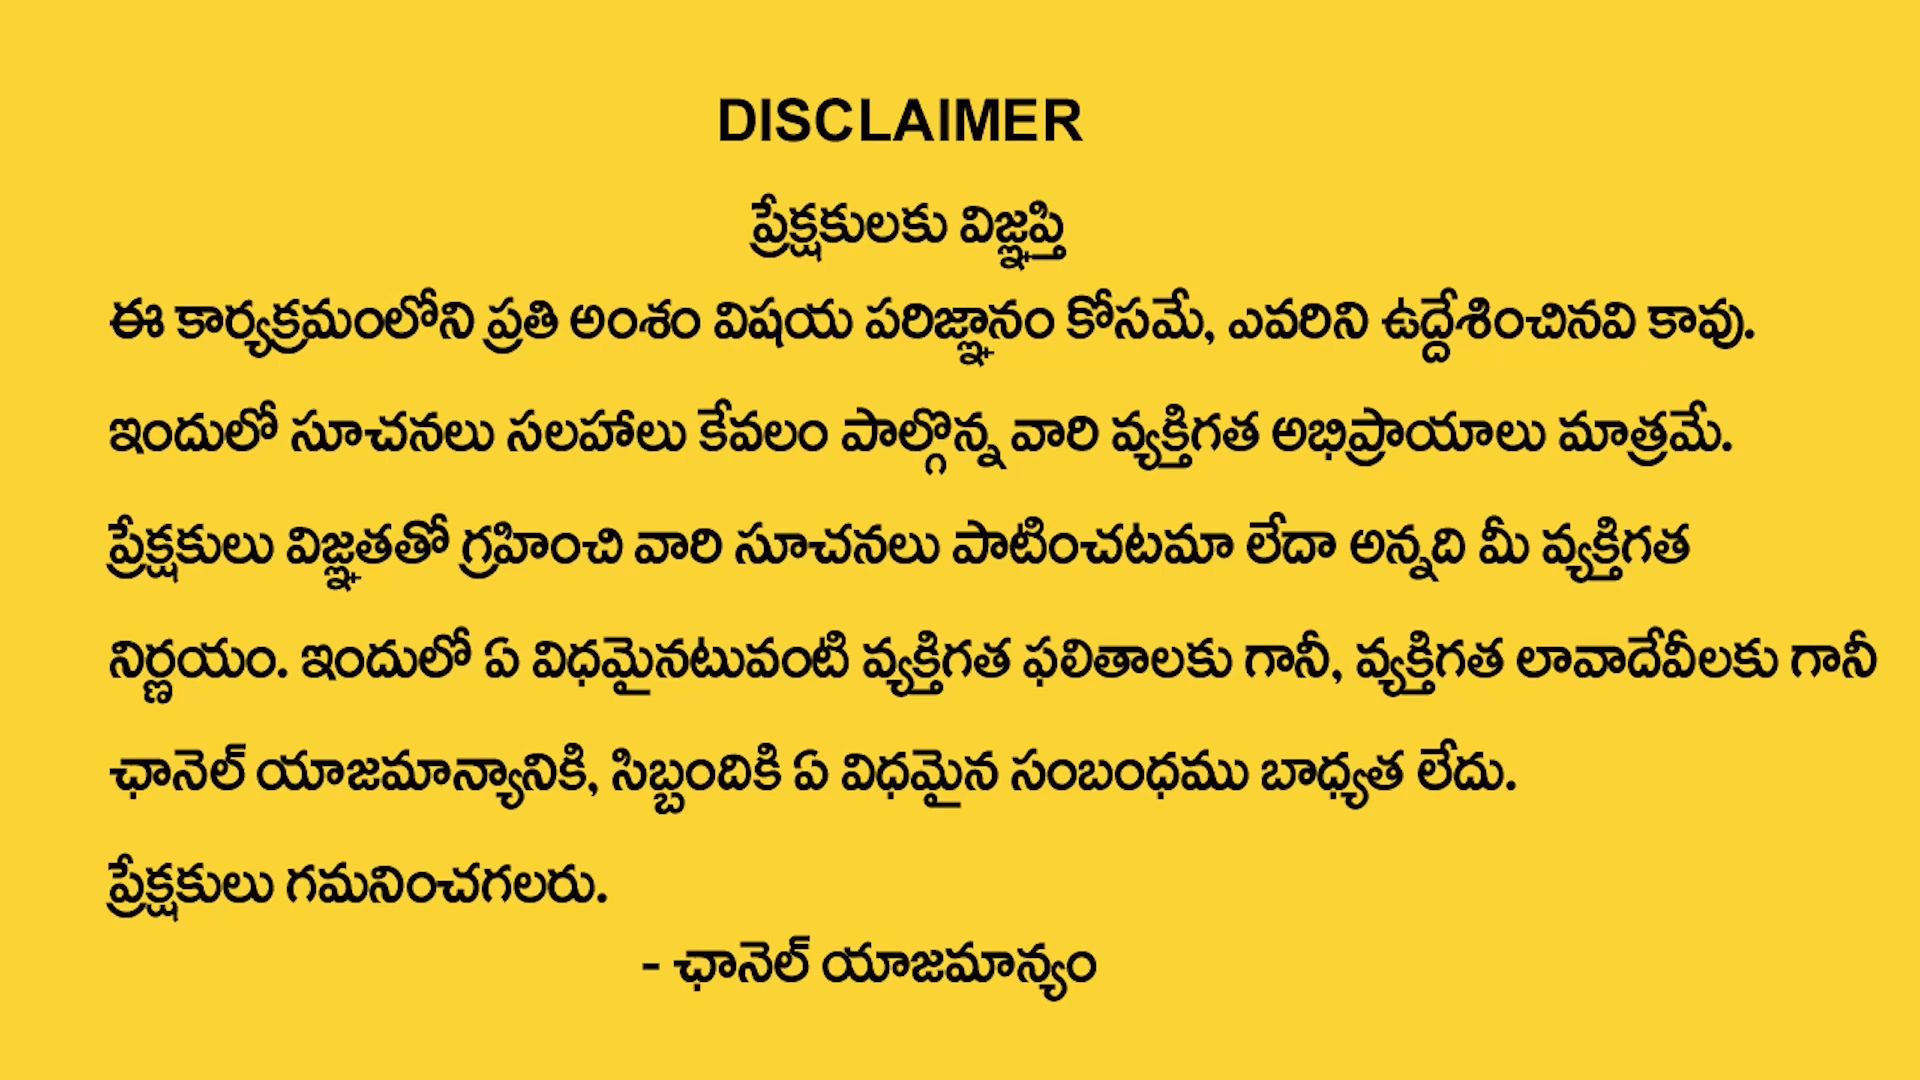 DISCLAIMER
ప్రేక్షకులకు విజ్ఞప్తి
ఈ కార్యక్రమంలోని ప్రతి అంశం విషయ పరిజ్ఞానం కోసమే, ఎవరిని ఉద్దేశించినవి కావు.
ఇందులో సూచనలు సలహాలు కేవలం పాల్గొన్న వారి వ్యక్తిగత అభిప్రాయాలు మాత్రమే.
ప్రేక్షకులు విజ్ఞతతో గ్రహించి వారి సూచనలు పాటించటమా లేదా అన్నది మీ వ్యక్తిగత
నిర్ణయం. ఇందులో ఏ విధమైనటువంటి వ్యక్తిగత ఫలితాలకు గానీ, వ్యక్తిగత లావాదేవీలకు గానీ
ఛానెల్ యాజమాన్యానికి, సిబ్బందికి ఏ విధమైన సంబంధము బాధ్యత లేదు.
ప్రేక్షకులు గమనించగలరు.
- ఛానెల్ యాజమాన్యం